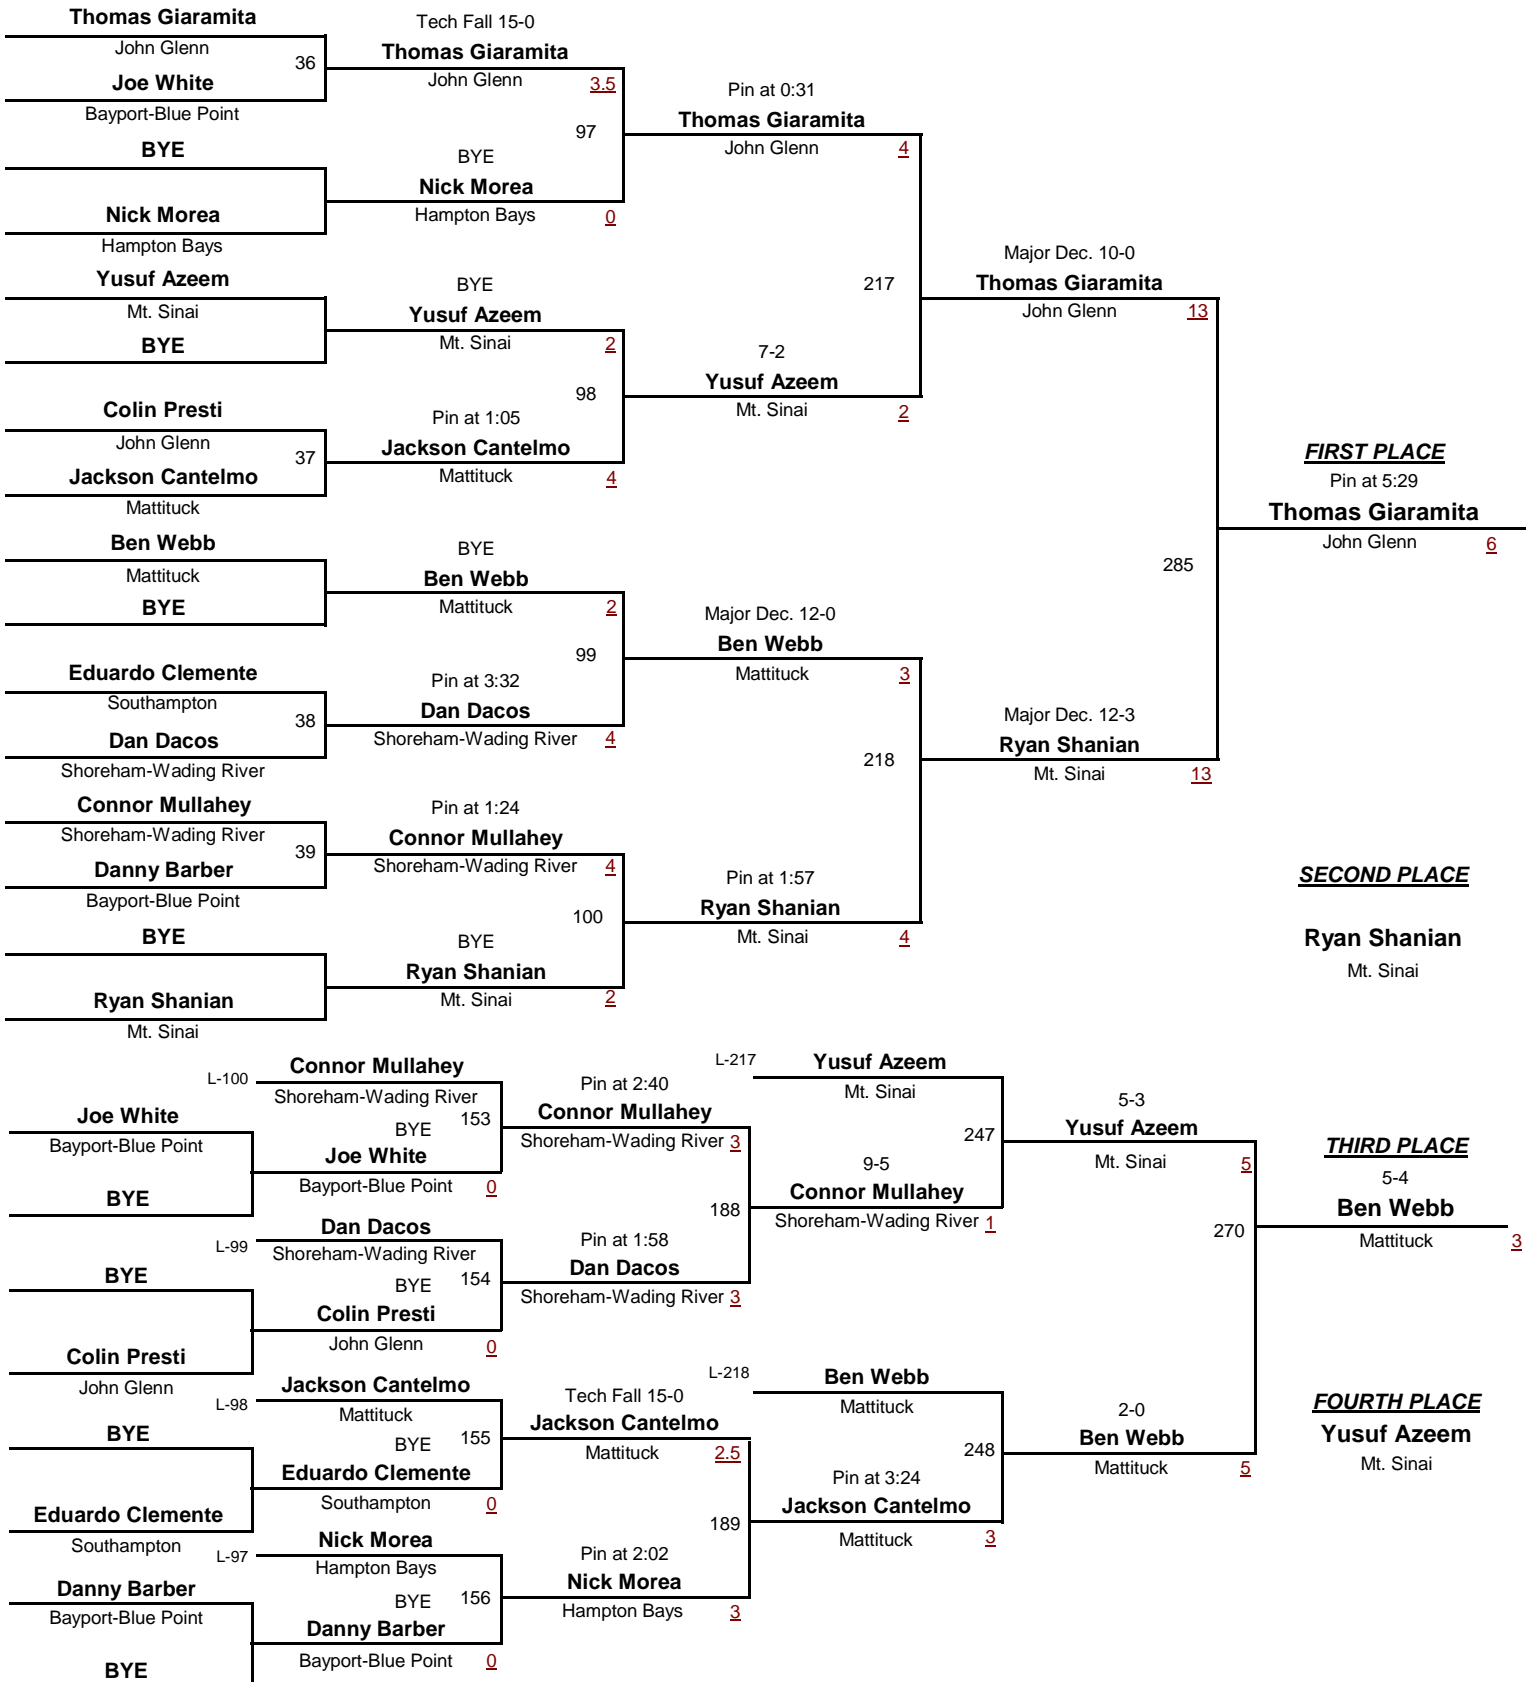 Thomas Giaramita
John Glenn
36
Joe White
Bayport-Blue Point
BYE
Nick Morea
Hampton Bays
Yusuf Azeem
Mt. Sinai
BYE
Colin Presti
John Glenn
37
Jackson Cantelmo
Mattituck
Ben Webb
Mattituck
BYE
Eduardo Clemente
Southampton
38
Dan Dacos
Shoreham-Wading River
Connor Mullahey
Shoreham-Wading River
39
Danny Barber
Bayport-Blue Point
BYE
Ryan Shanian
Mt. Sinai
Tech Fall 15-0
Thomas Giaramita
John Glenn 3.5
97
BYE
Nick Morea
Hampton Bays 0
BYE
Yusuf Azeem
Mt. Sinai 2
98
Pin at 1:05
Jackson Cantelmo
Mattituck 4
BYE
Ben Webb
Mattituck 2
99
Pin at 3:32
Dan Dacos
Shoreham-Wading River 4
Pin at 1:24
Connor Mullahey
Shoreham-Wading River 4
100
BYE
Ryan Shanian
Mt. Sinai 2
Pin at 0:31
Thomas Giaramita
John Glenn 4
217
7-2
Yusuf Azeem
Mt. Sinai 2
Major Dec. 12-0
Ben Webb
Mattituck 3
218
Pin at 1:57
Ryan Shanian
Mt. Sinai 4
Major Dec. 10-0
Thomas Giaramita
John Glenn 13
285
Major Dec. 12-3
Ryan Shanian
Mt. Sinai 13
FIRST PLACE
Pin at 5:29
Thomas Giaramita
John Glenn 6
SECOND PLACE
Ryan Shanian
Mt. Sinai
Joe White
Bayport-Blue Point
BYE
BYE
Colin Presti
John Glenn
BYE
Eduardo Clemente
Southampton
Danny Barber
Bayport-Blue Point
BYE
L-100 Connor Mullahey
Shoreham-Wading River
BYE 153
Joe White
Bayport-Blue Point 0
L-99 Dan Dacos
Shoreham-Wading River
BYE 154
Colin Presti
John Glenn 0
L-98 Jackson Cantelmo
Mattituck
BYE 155
Eduardo Clemente
Southampton 0
L-97 Nick Morea
Hampton Bays
BYE 156
Danny Barber
Bayport-Blue Point 0
Pin at 2:40
Connor Mullahey
Shoreham-Wading River 3
188
Pin at 1:58
Dan Dacos
Shoreham-Wading River 3
Tech Fall 15-0
Jackson Cantelmo
Mattituck 2.5
189
Pin at 2:02
Nick Morea
Hampton Bays 3
L-217 Yusuf Azeem
Mt. Sinai
247
9-5
Connor Mullahey
Shoreham-Wading River 1
L-218 Ben Webb
Mattituck
248
Pin at 3:24
Jackson Cantelmo
Mattituck 3
5-3
Yusuf Azeem
Mt. Sinai 5
270
2-0
Ben Webb
Mattituck 5
THIRD PLACE
5-4
Ben Webb
Mattituck 3
FOURTH PLACE
Yusuf Azeem
Mt. Sinai